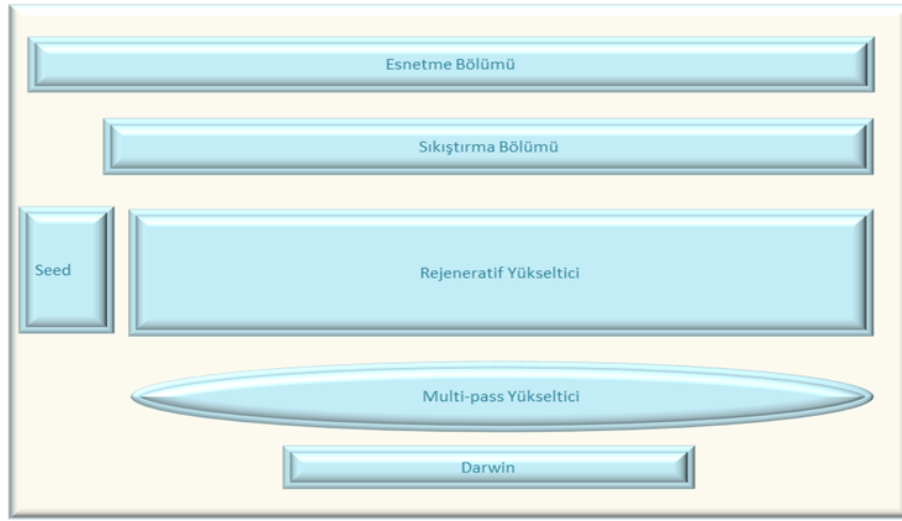 Esnetme Bölümü
Sıkıştırma Bölümü
Seed
Rejeneratif Yükseltici
Multi-pass Yükseltici
Darwin